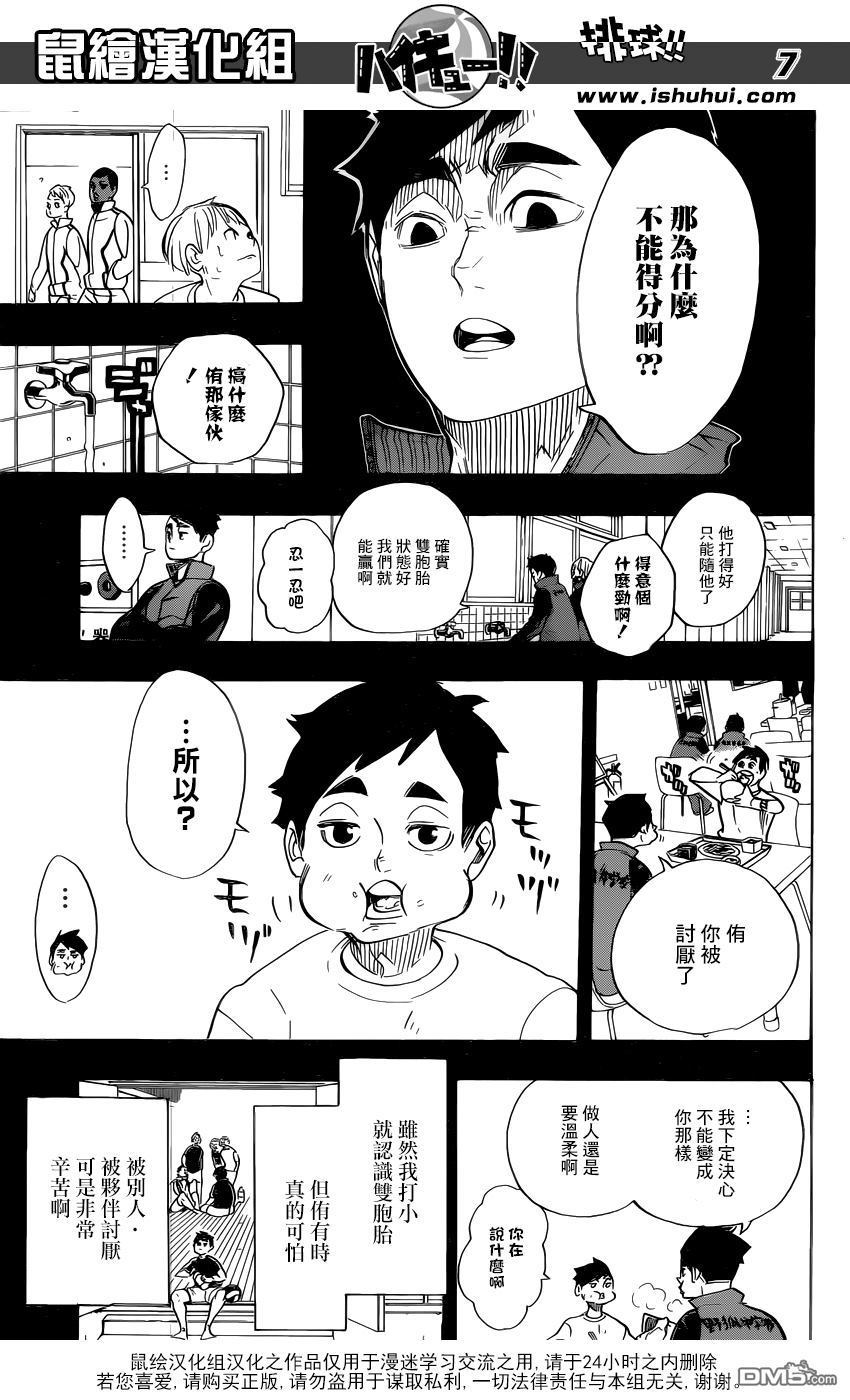 鼠繪漢化組
ハイキュー!!
排球!!
7
www.ishuhui.com
那為什麼
不能得分啊??
…
?
搞什麼
侑那傢伙
!
他打得好
只能隨他了
得意個
什麼勁啊!
確實
雙胞胎
狀態好
我們就
能贏啊
忍一忍吧
……
侑
你被
討厭了
…所以?
モッ
モッ
…
…
我下定決心
不能變成
你那樣
做人還是
要溫柔啊
你在
說什麼啊
雖然我打小
就認識雙胞胎
但侑有時
真的可怕
被別人·
被夥伴討厭
可是非常
辛苦啊
鼠绘汉化组汉化之作品仅用于漫迷学习交流之用, 请于24小时之内删除
若您喜爱, 请购买正版, 请勿盗用于谋取私利, 一切法律责任与本组无关, 谢谢。
DM5.com